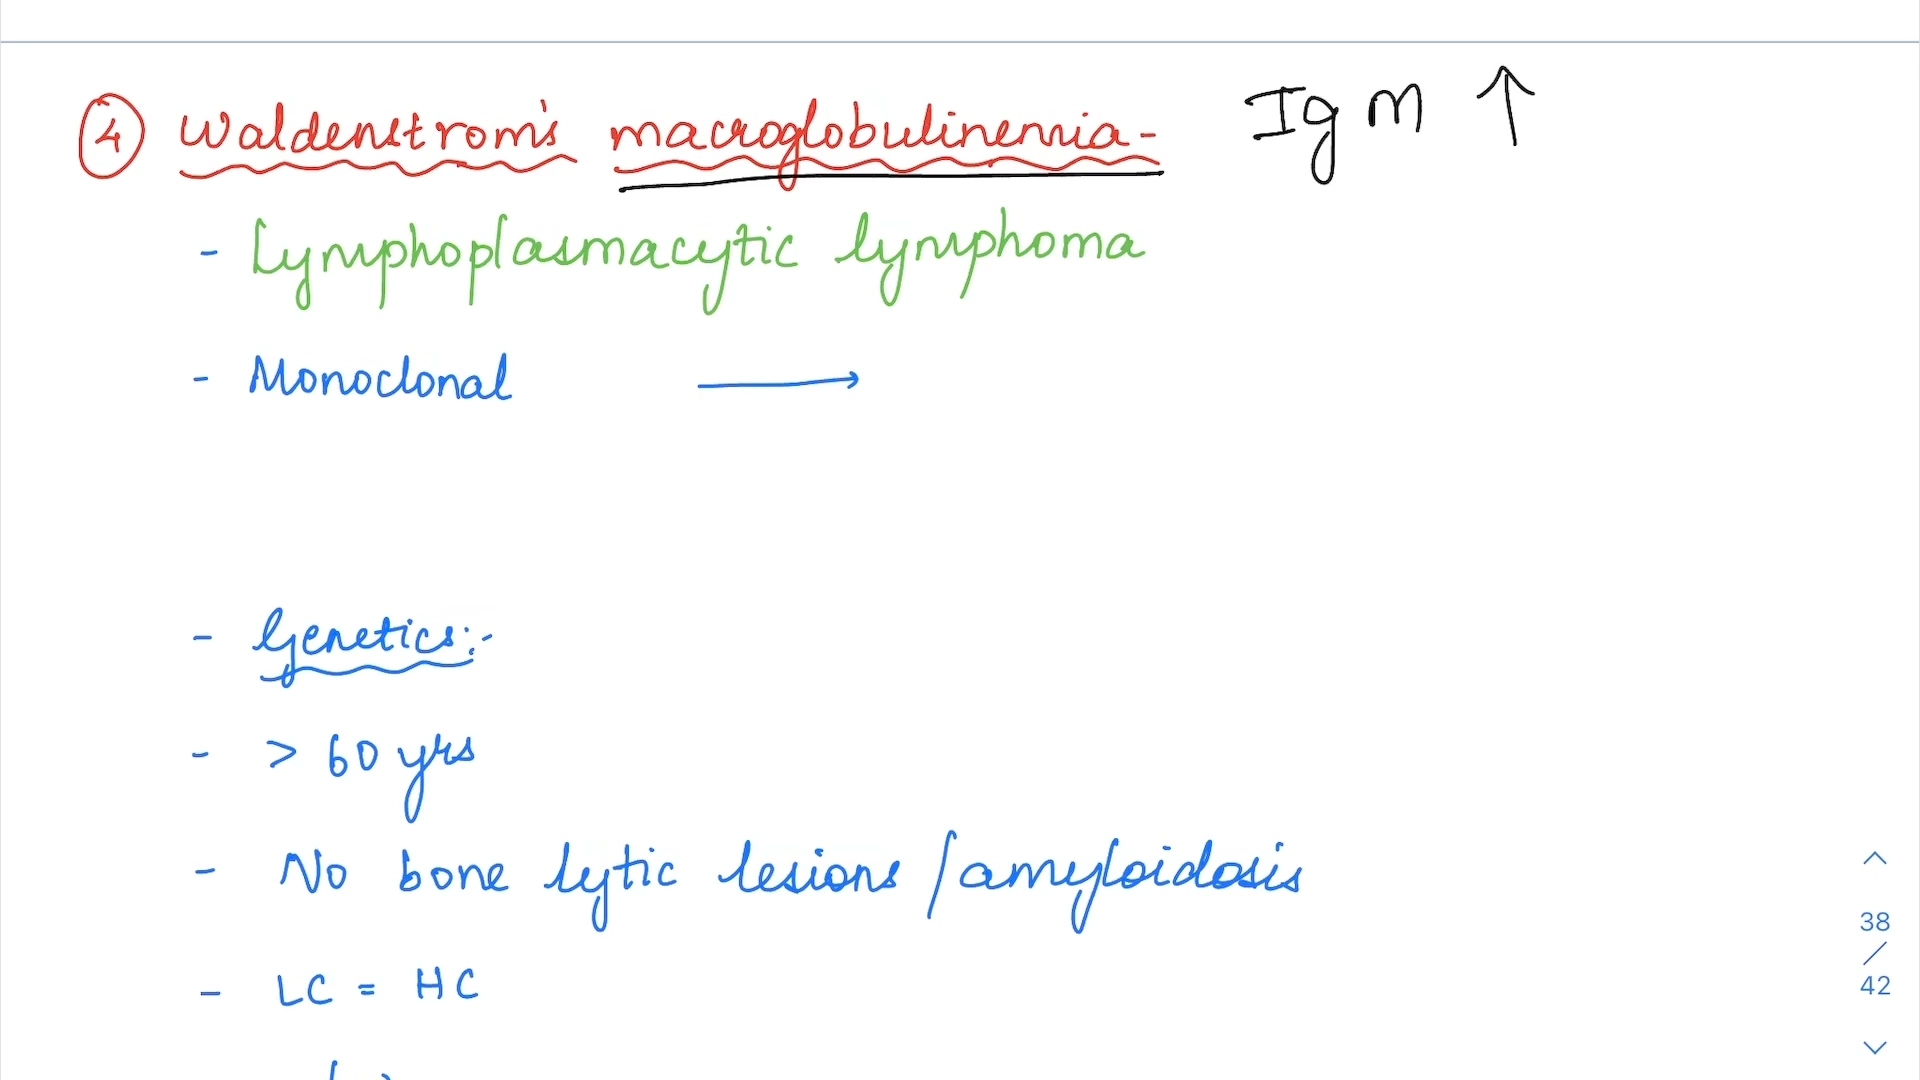 ④ Waldenstrom's macroglobulinemia- IgM ↑
- Lymphoplasmacytic lymphoma
- Monoclonal →
- Genetics:-
- > 60 yrs
- No bone lytic lesions / amyloidosis
- LC = HC
38
/
42